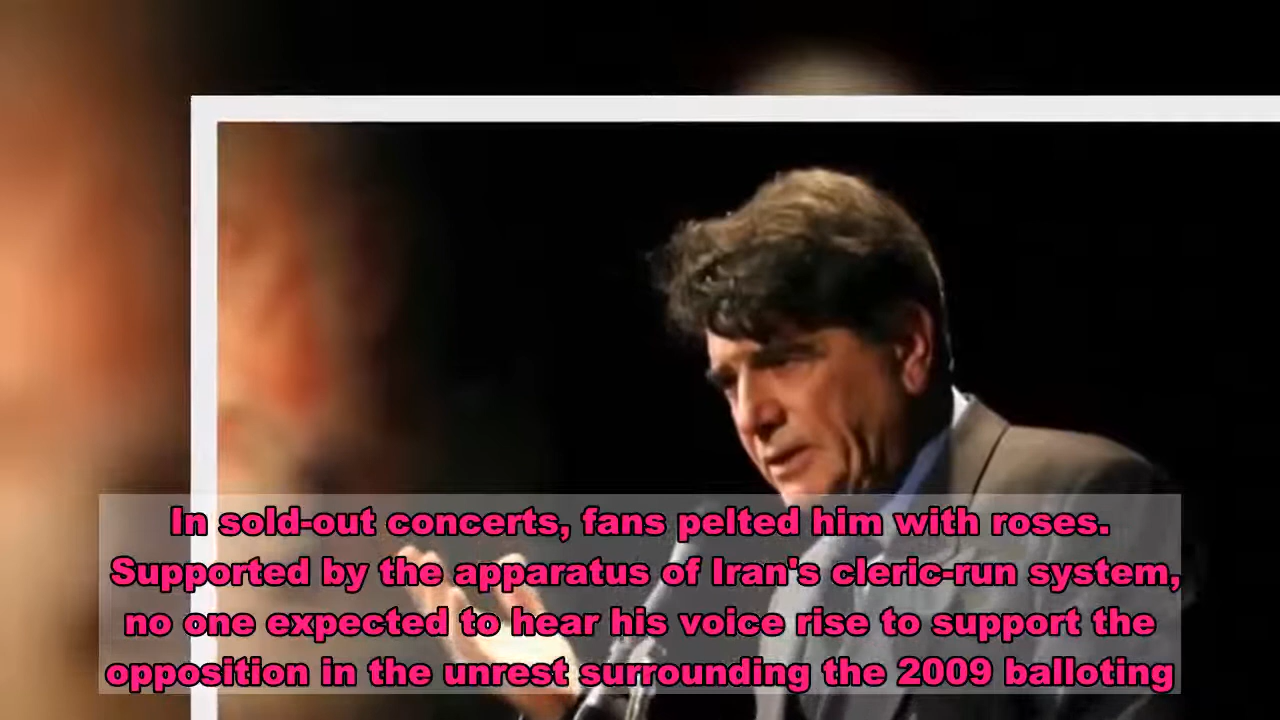 In sold-out concerts, fans pelted him with roses.
Supported by the apparatus of Iran's cleric-run system,
no one expected to hear his voice rise to support the
opposition in the unrest surrounding the 2009 balloting